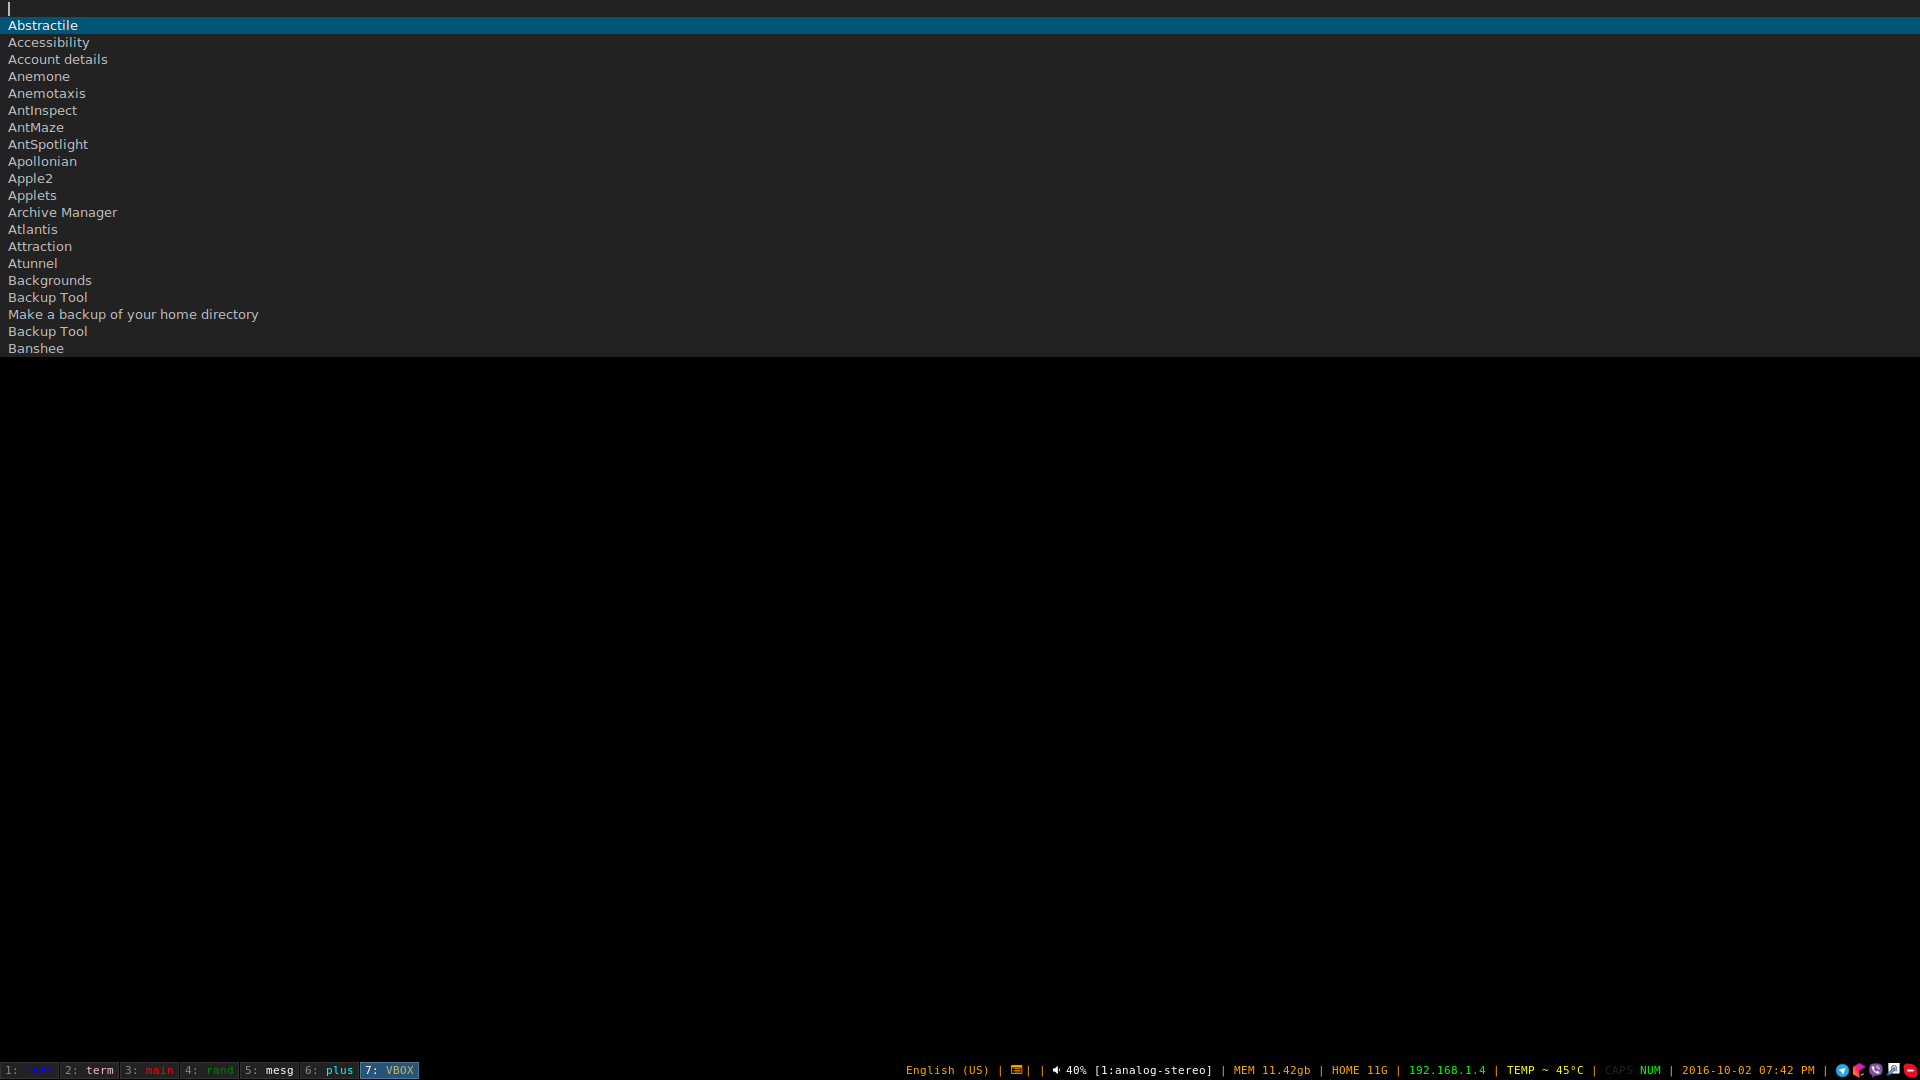 Abstractile
Accessibility
Account details
Anemone
Anemotaxis
AntInspect
AntMaze
AntSpotlight
Apollonian
Apple2
Applets
Archive Manager
Atlantis
Attraction
Atunnel
Backgrounds
Backup Tool
Make a backup of your home directory
Backup Tool
Banshee
1: 2: term 3: main 4: rand 5: mesg 6: plus 7: VBOX English (US) | | | 40% [1:analog-stereo] | MEM 11.42gb | HOME 11G | 192.168.1.4 | TEMP ~ 45°C | CAPS NUM | 2016-10-02 07:42 PM |